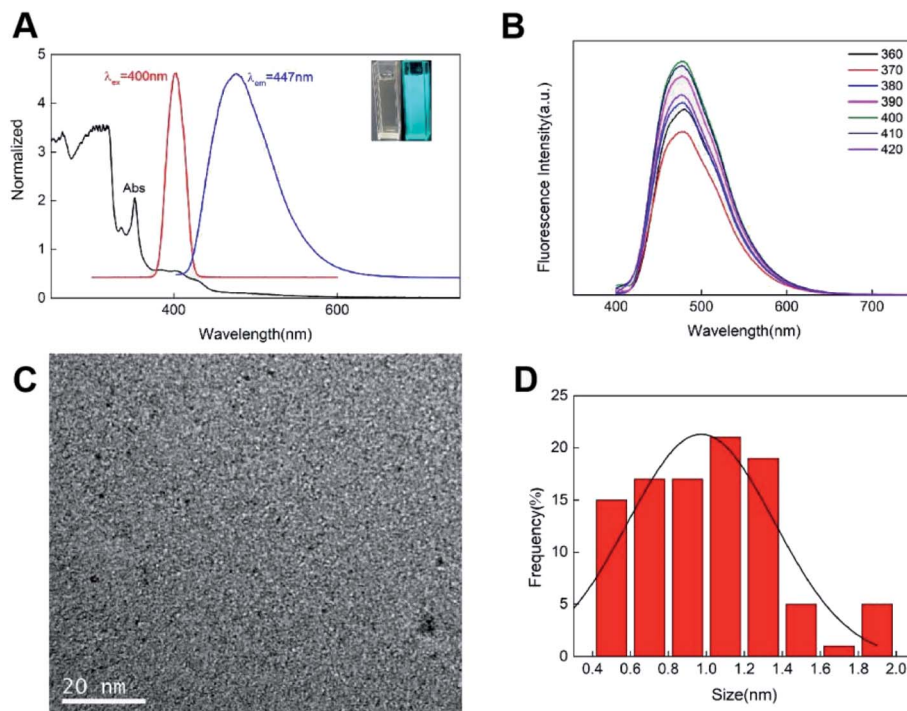 A
5
4
3
2
1
0
Normalized
λex=400nm
λem=447nm
Abs
400
600
Wavelength(nm)
B
Fluorescence Intensity(a.u.)
360
370
380
390
400
410
420
400
500
600
700
Wavelength(nm)
C
20 nm
D
25
20
15
10
5
0
Frequency(%)
0.4
0.6
0.8
1.0
1.2
1.4
1.6
1.8
2.0
Size(nm)